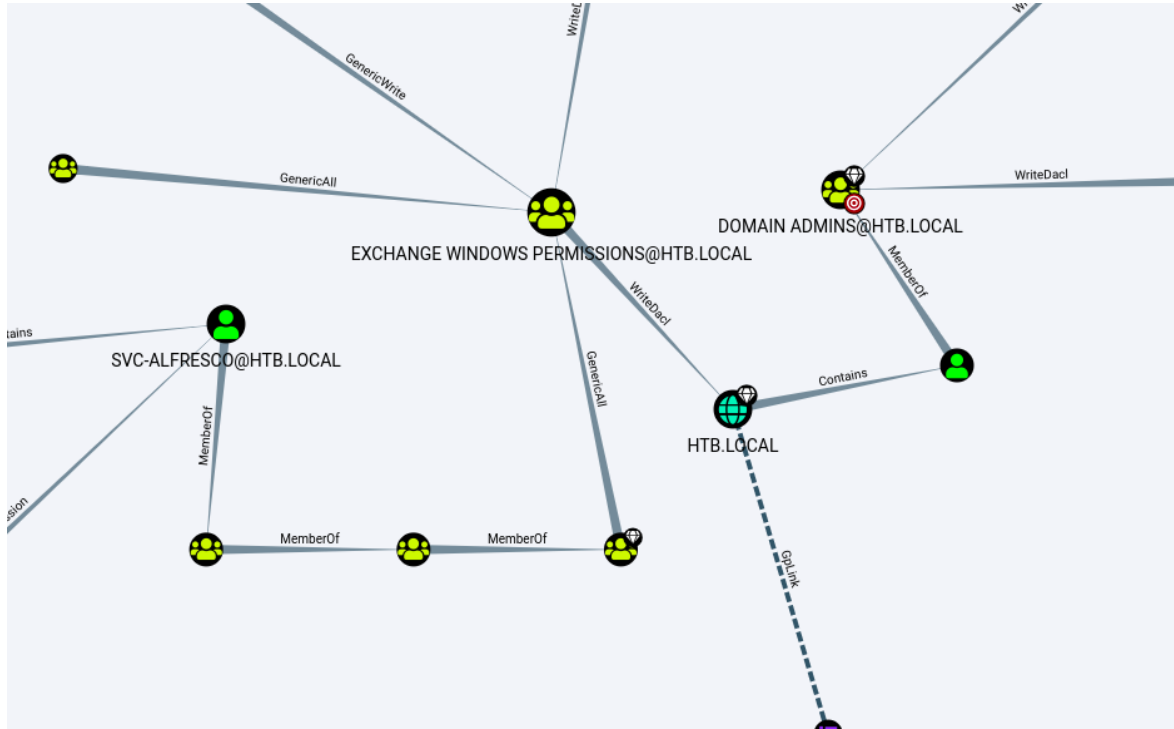 GenericWrite
GenericAll
WriteDacl
EXCHANGE WINDOWS PERMISSIONS@HTB.LOCAL
DOMAIN ADMINS@HTB.LOCAL
MemberOf
WriteDacl
SVC-ALFRESCO@HTB.LOCAL
GenericAll
Contains
MemberOf
HTB.LOCAL
MemberOf
MemberOf
GpLink